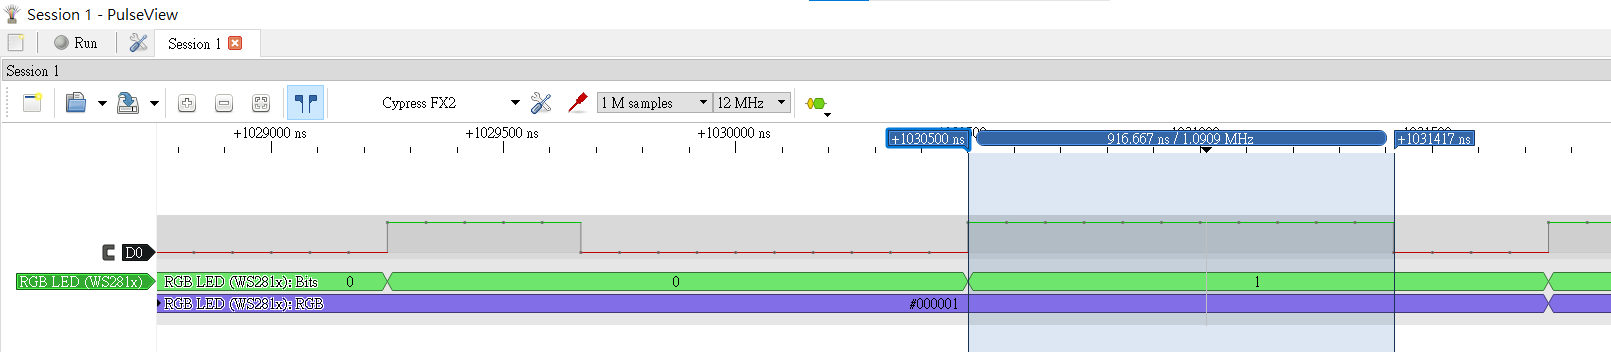 Session 1 - PulseView
Run
Session 1
Session 1
Cypress FX2
1 M samples
12 MHz
+1029000 ns
+1029500 ns
+1030000 ns
+1030500 ns
916.667 ns / 1.0909 MHz
+1031417 ns
D0
RGB LED (WS281x)
RGB LED (WS281x): Bits
0
0
1
RGB LED (WS281x): RGB
#000001